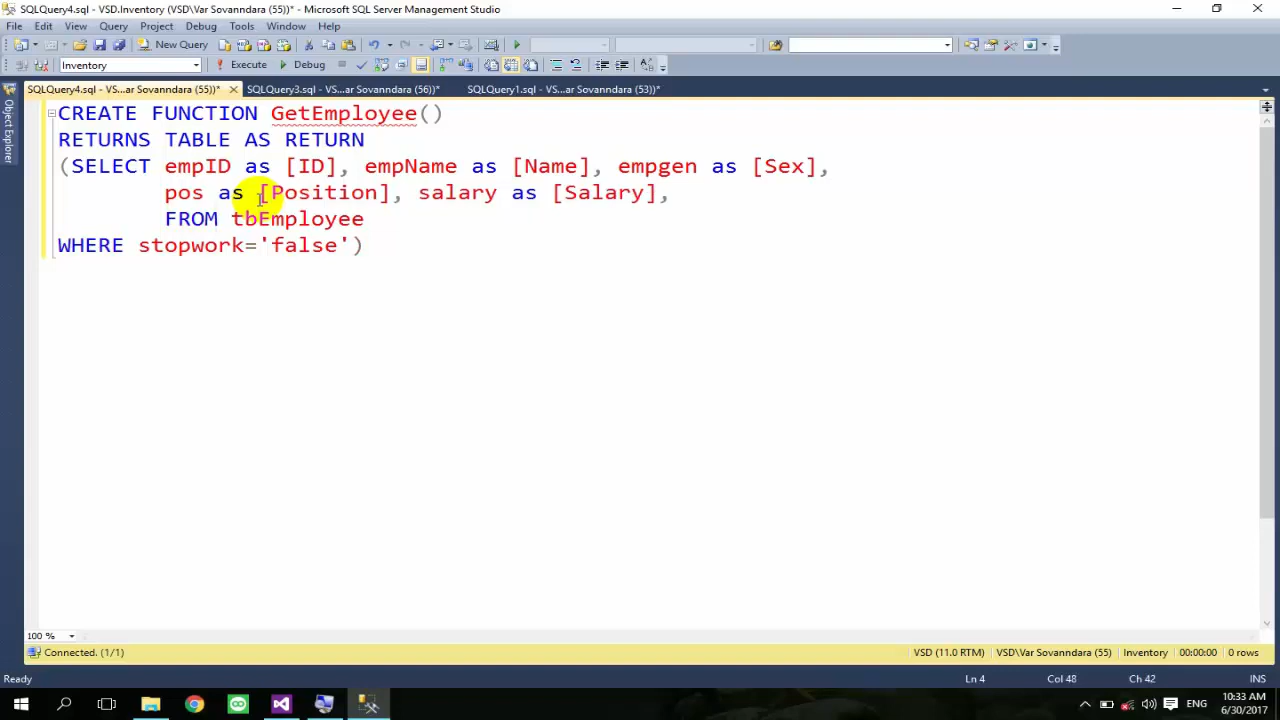 SQLQuery4.sql - VSD.Inventory (VSD\Var Sovanndara (55))* - Microsoft SQL Server Management Studio
File Edit View Query Project Debug Tools Window Help
New Query
Inventory Execute Debug
SQLQuery4.sql - VS...ar Sovanndara (55))* SQLQuery3.sql - VS...ar Sovanndara (56))* SQLQuery1.sql - VS...ar Sovanndara (53))*
Object Explorer
CREATE FUNCTION GetEmployee()
RETURNS TABLE AS RETURN
(SELECT empID as [ID], empName as [Name], empgen as [Sex],
pos as [Position], salary as [Salary],
FROM tbEmployee
WHERE stopwork='false')
100 %
Connected. (1/1) VSD (11.0 RTM) VSD\Var Sovanndara (55) Inventory 00:00:00 0 rows
Ready Ln 4 Col 48 Ch 42 INS
ENG 10:33 AM
6/30/2017